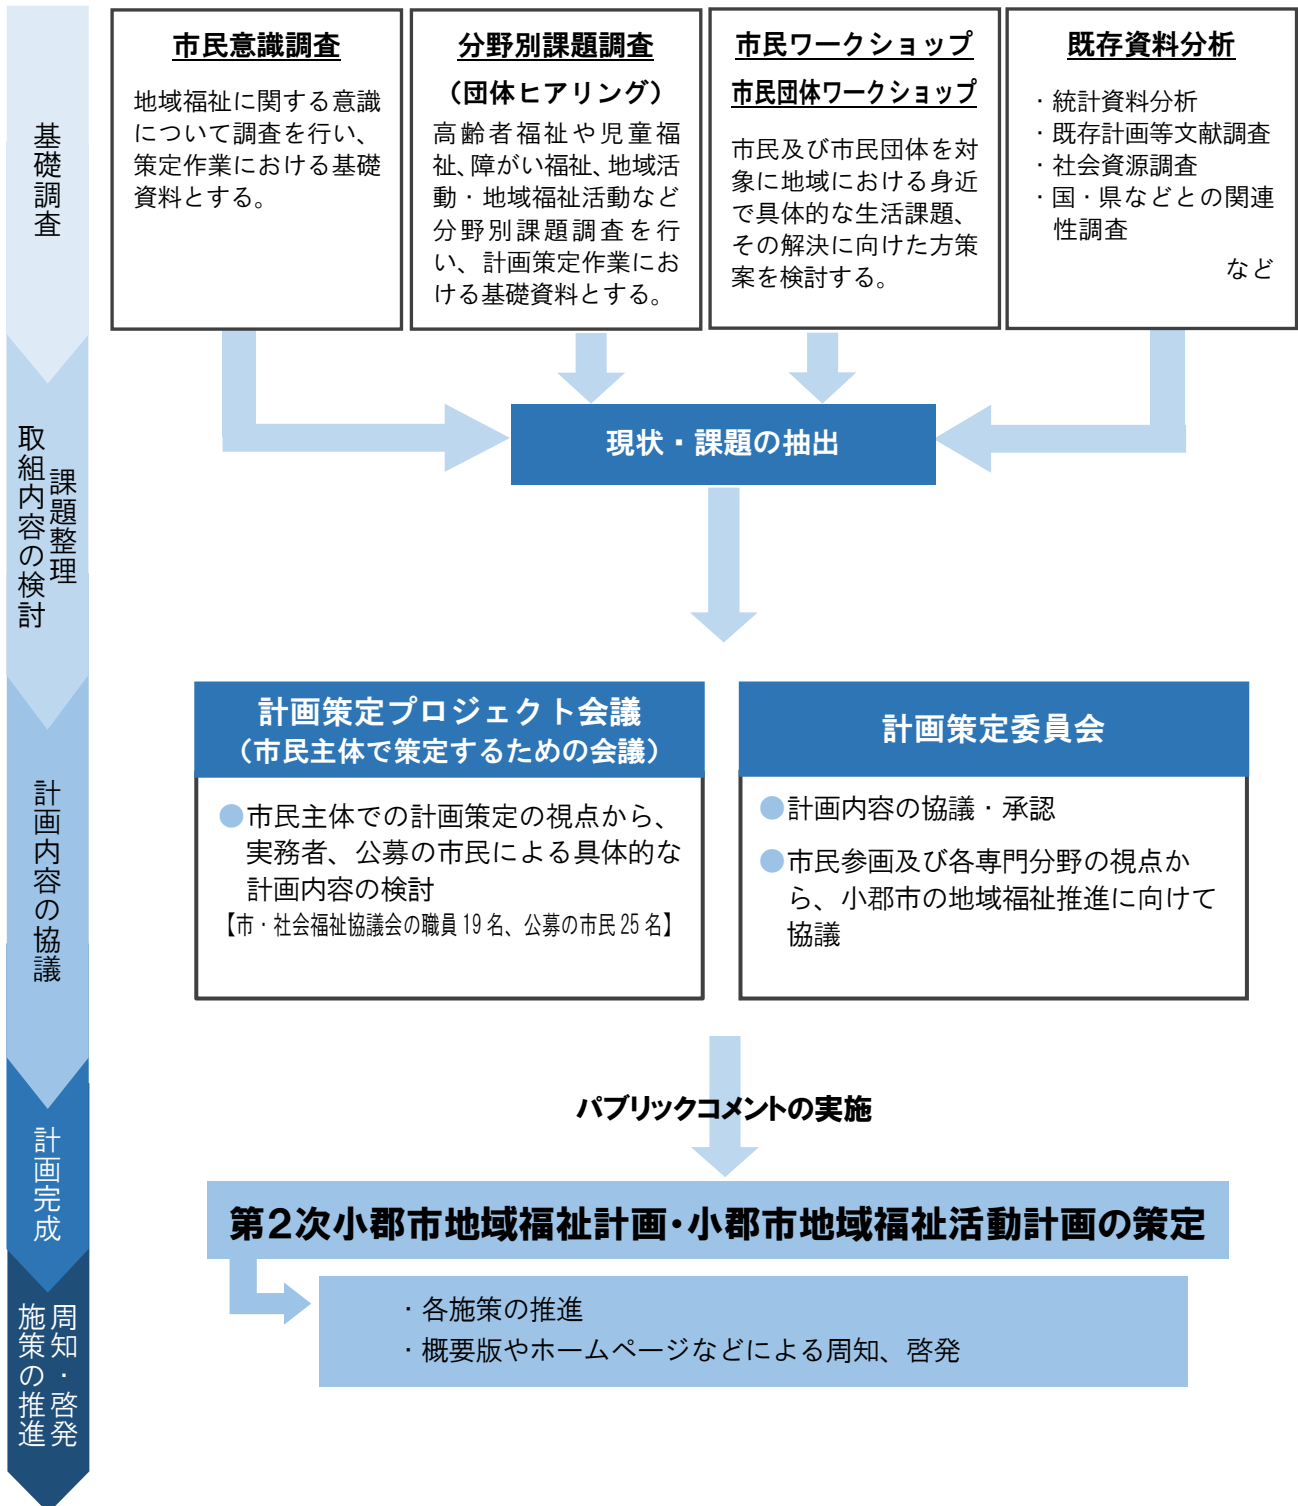 基礎調査
市民意識調査
地域福祉に関する意識
について調査を行い、
策定作業における基礎
資料とする。
分野別課題調査
（団体ヒアリング）
高齢者福祉や児童福
祉、障がい福祉、地域活
動・地域福祉活動など
分野別課題調査を行
い、計画策定作業にお
ける基礎資料とする。
市民ワークショップ
市民団体ワークショップ
市民及び市民団体を対
象に地域における身近
で具体的な生活課題、
その解決に向けた方策
案を検討する。
既存資料分析
・統計資料分析
・既存計画等文献調査
・社会資源調査
・国・県などとの関連
性調査
など
課題整理
取組内容の検討
現状・課題の抽出
計画内容の協議
計画策定プロジェクト会議
（市民主体で策定するための会議）
●市民主体での計画策定の視点から、
実務者、公募の市民による具体的な
計画内容の検討
【市・社会福祉協議会の職員19名、公募の市民25名】
計画策定委員会
●計画内容の協議・承認
●市民参画及び各専門分野の視点か
ら、小郡市の地域福祉推進に向けて
協議
パブリックコメントの実施
計画完成
第2次小郡市地域福祉計画・小郡市地域福祉活動計画の策定
周知・啓発
施策の推進
・各施策の推進
・概要版やホームページなどによる周知、啓発